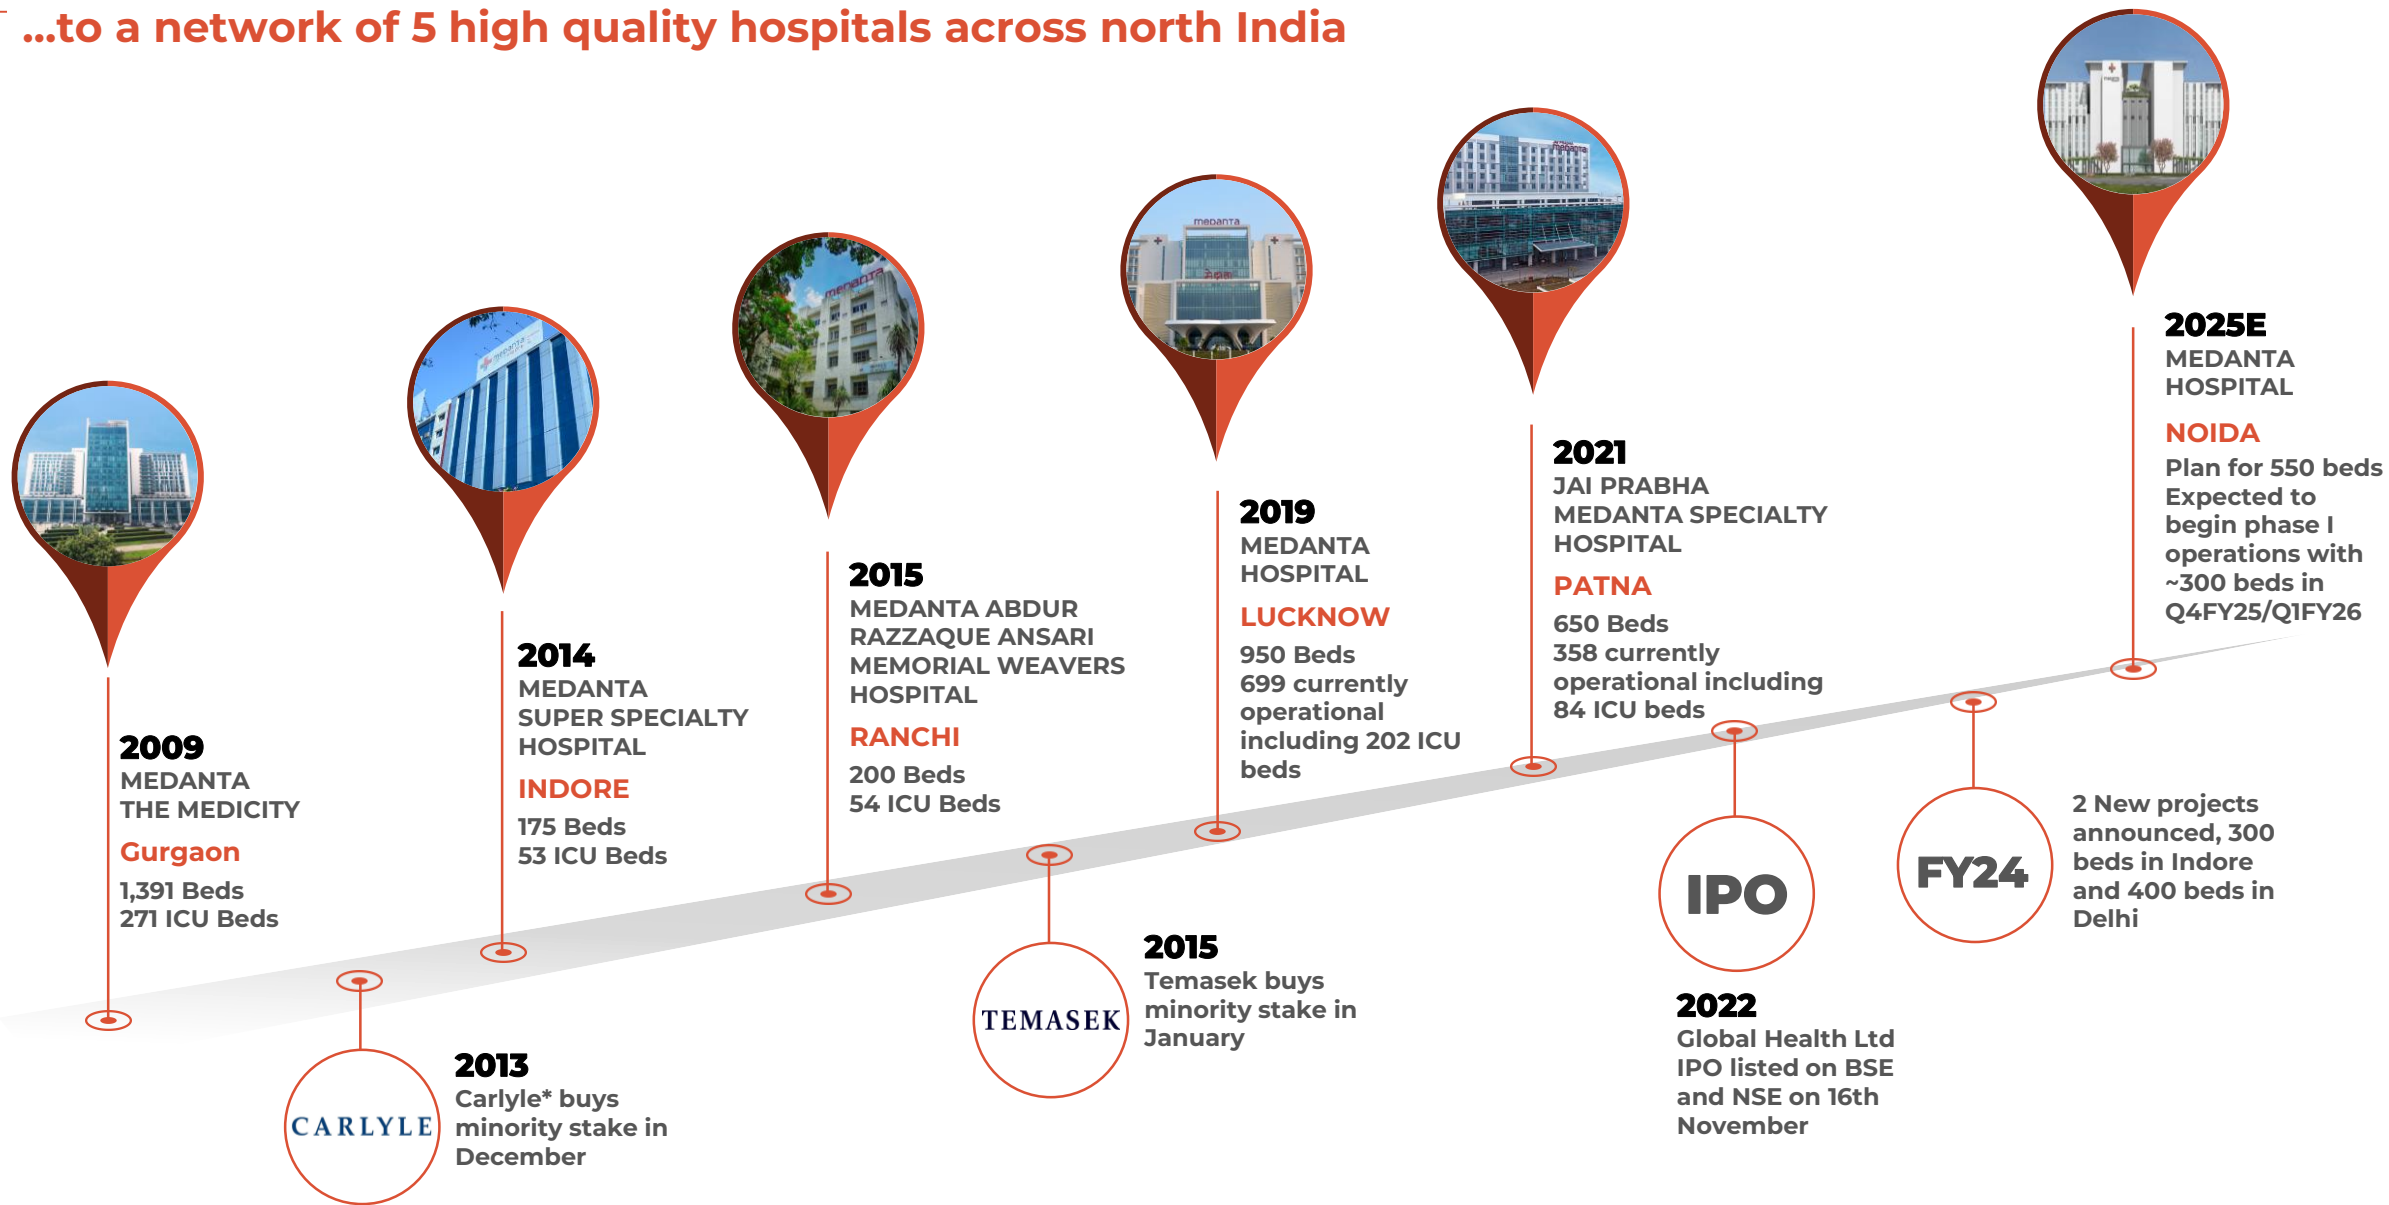 ...to a network of 5 high quality hospitals across north India
2009
MEDANTA
THE MEDICITY
Gurgaon
1,391 Beds
271 ICU Beds
CARLYLE
2013
Carlyle* buys
minority stake in
December
medanta
2014
MEDANTA
SUPER SPECIALTY
HOSPITAL
INDORE
175 Beds
53 ICU Beds
medanta
2015
MEDANTA ABDUR
RAZZAQUE ANSARI
MEMORIAL WEAVERS
HOSPITAL
RANCHI
200 Beds
54 ICU Beds
TEMASEK
2015
Temasek buys
minority stake in
January
medanta
मेदांता
2019
MEDANTA
HOSPITAL
LUCKNOW
950 Beds
699 currently
operational
including 202 ICU
beds
medanta
2021
JAI PRABHA
MEDANTA SPECIALTY
HOSPITAL
PATNA
650 Beds
358 currently
operational including
84 ICU beds
IPO
2022
Global Health Ltd
IPO listed on BSE
and NSE on 16th
November
FY24
2 New projects
announced, 300
beds in Indore
and 400 beds in
Delhi
2025E
MEDANTA
HOSPITAL
NOIDA
Plan for 550 beds
Expected to
begin phase I
operations with
~300 beds in
Q4FY25/Q1FY26